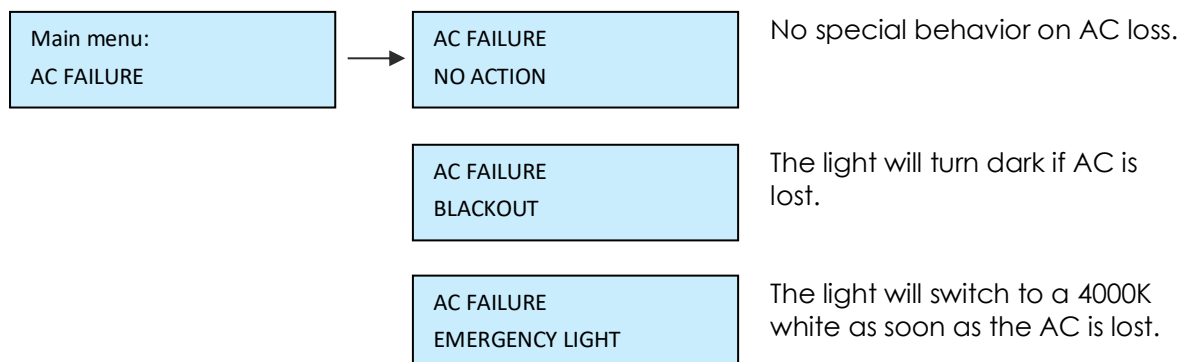 Main menu:
AC FAILURE
AC FAILURE
NO ACTION
No special behavior on AC loss.
AC FAILURE
BLACKOUT
The light will turn dark if AC is
lost.
AC FAILURE
EMERGENCY LIGHT
The light will switch to a 4000K
white as soon as the AC is lost.